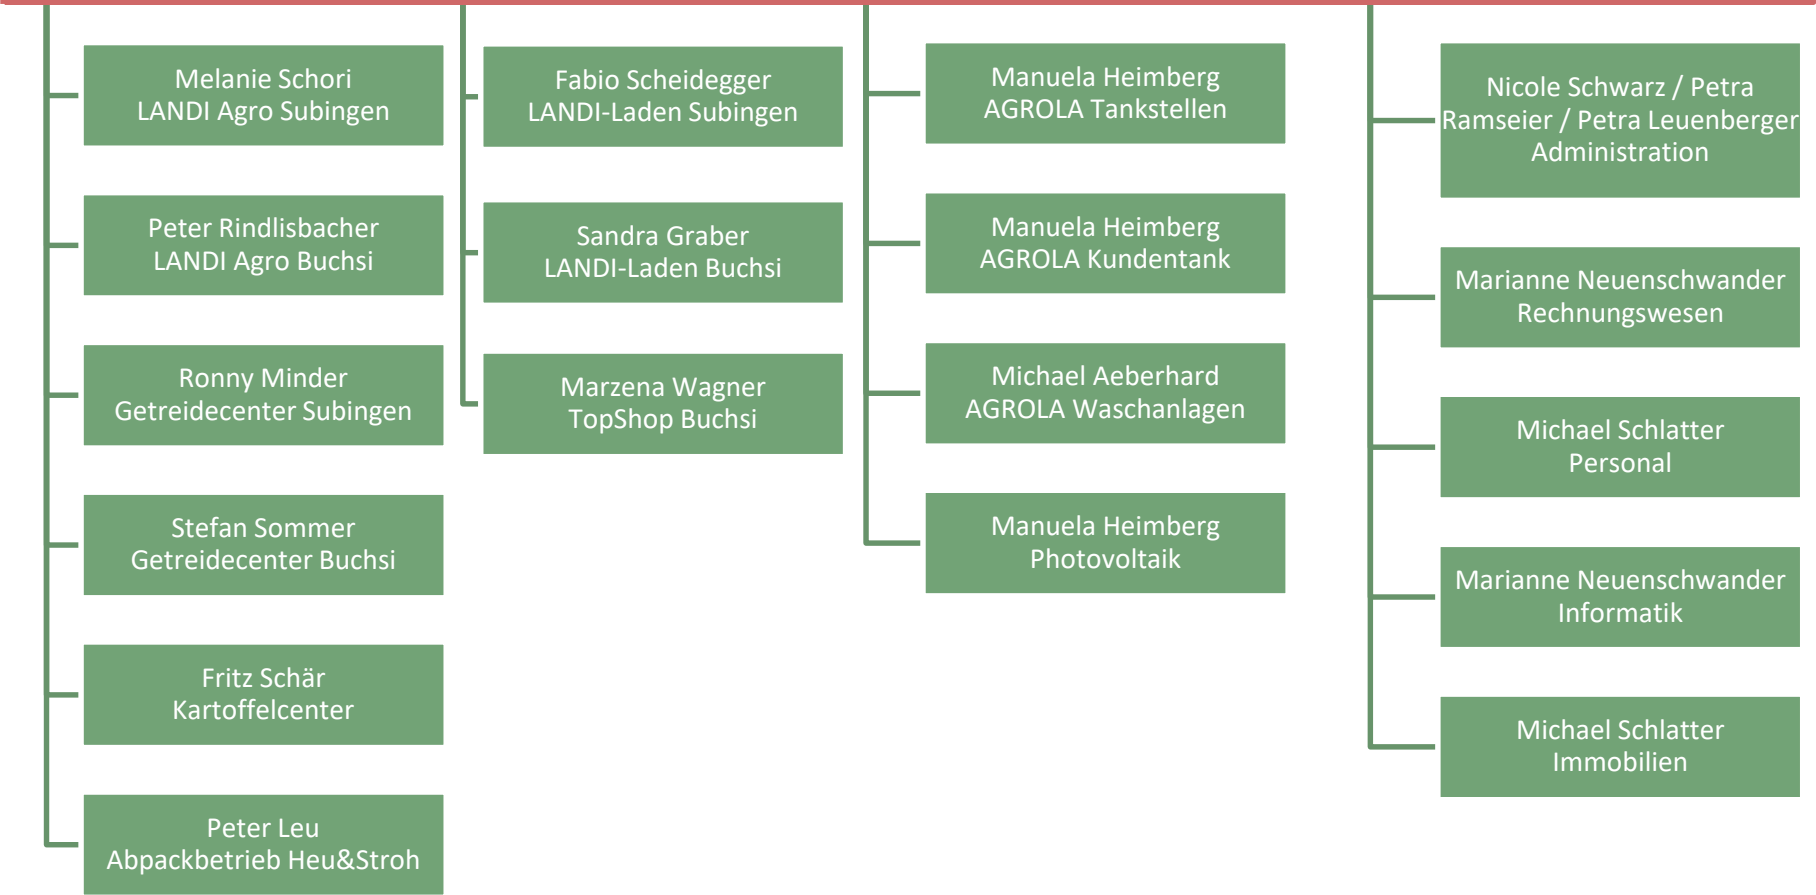 Melanie Schori
LANDI Agro Subingen
Peter Rindlisbacher
LANDI Agro Buchsi
Ronny Minder
Getreidecenter Subingen
Stefan Sommer
Getreidecenter Buchsi
Fritz Schär
Kartoffelcenter
Peter Leu
Abpackbetrieb Heu&Stroh
Fabio Scheidegger
LANDI-Laden Subingen
Sandra Graber
LANDI-Laden Buchsi
Marzena Wagner
TopShop Buchsi
Manuela Heimberg
AGROLA Tankstellen
Manuela Heimberg
AGROLA Kundentank
Michael Aeberhard
AGROLA Waschanlagen
Manuela Heimberg
Photovoltaik
Nicole Schwarz / Petra
Ramseier / Petra Leuenberger
Administration
Marianne Neuenschwander
Rechnungswesen
Michael Schlatter
Personal
Marianne Neuenschwander
Informatik
Michael Schlatter
Immobilien